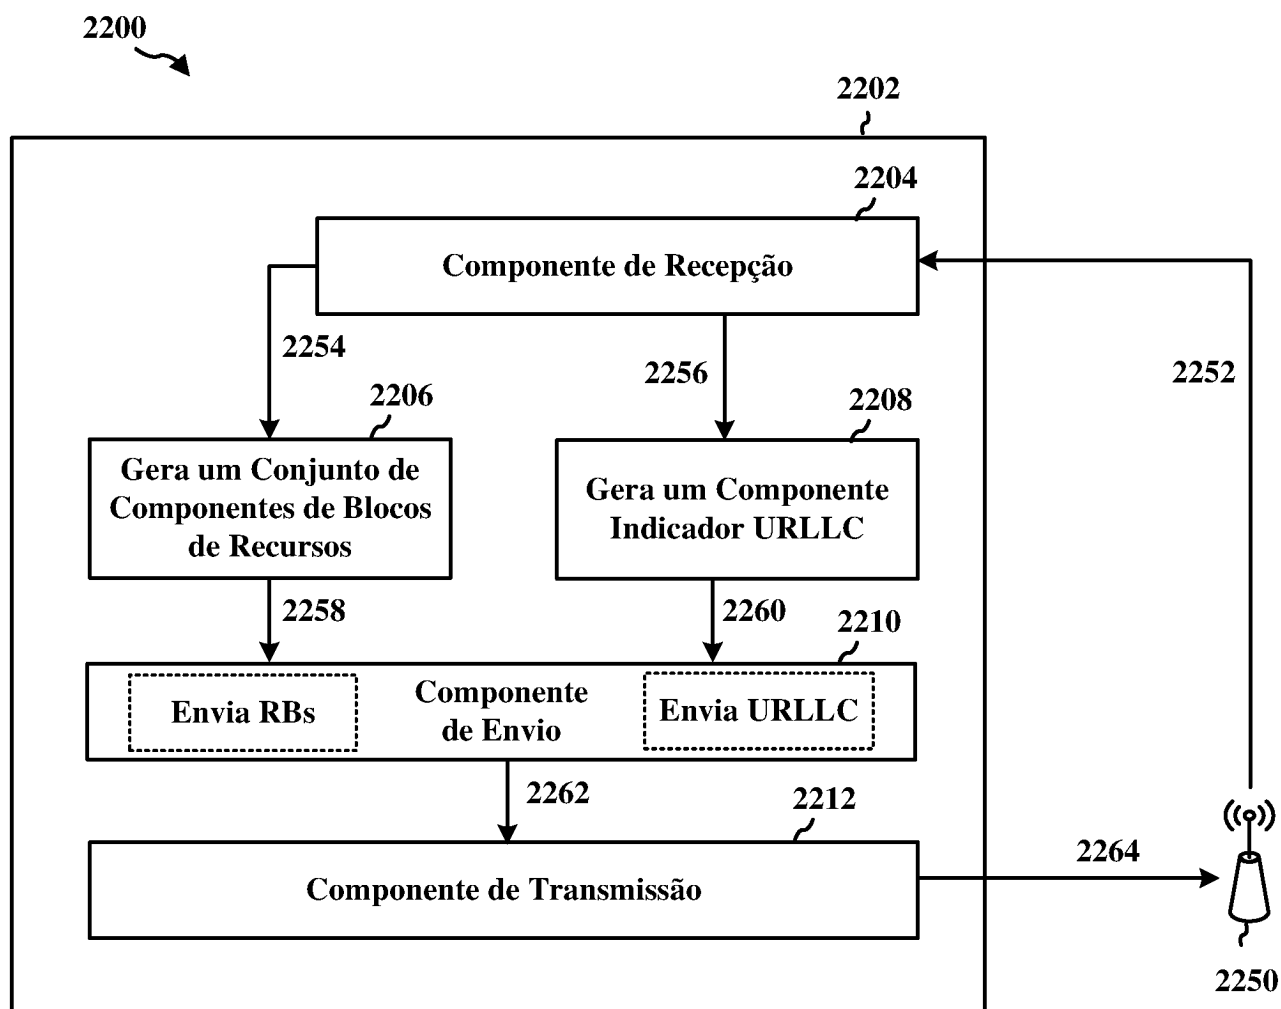 2200
2202
2204
Componente de Recepção
2254
2256
2252
2206
2208
Gera um Conjunto de
Componentes de Blocos
de Recursos
Gera um Componente
Indicador URLLC
2258
2260
2210
Envia RBs
Componente
de Envio
Envia URLLC
2262
2212
Componente de Transmissão
2264
2250